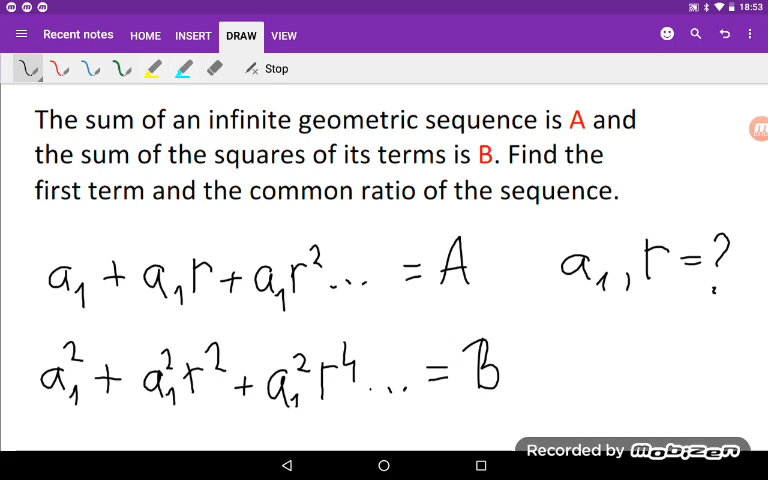 18:53
Recent notes HOME INSERT DRAW VIEW
Stop
The sum of an infinite geometric sequence is A and
the sum of the squares of its terms is B. Find the
first term and the common ratio of the sequence.
a₁ + a₁r + a₁r² ... = A a₁, r = ?
a₁² + a₁²r² + a₁²r⁴ ... = B
Recorded by mobizen